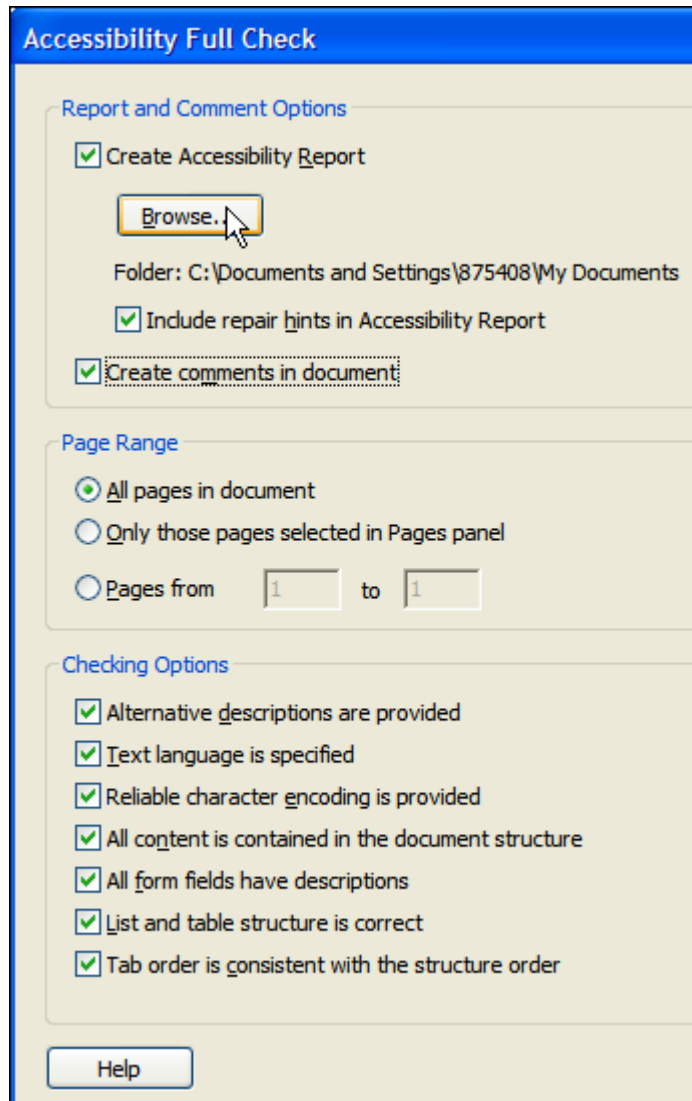 Accessibility Full Check
Report and Comment Options
Create Accessibility Report
Browse..
Folder: C:\Documents and Settings\875408\My Documents
Include repair hints in Accessibility Report
Create comments in document
Page Range
All pages in document
Only those pages selected in Pages panel
Pages from 1 to 1
Checking Options
Alternative descriptions are provided
Text language is specified
Reliable character encoding is provided
All content is contained in the document structure
All form fields have descriptions
List and table structure is correct
Tab order is consistent with the structure order
Help